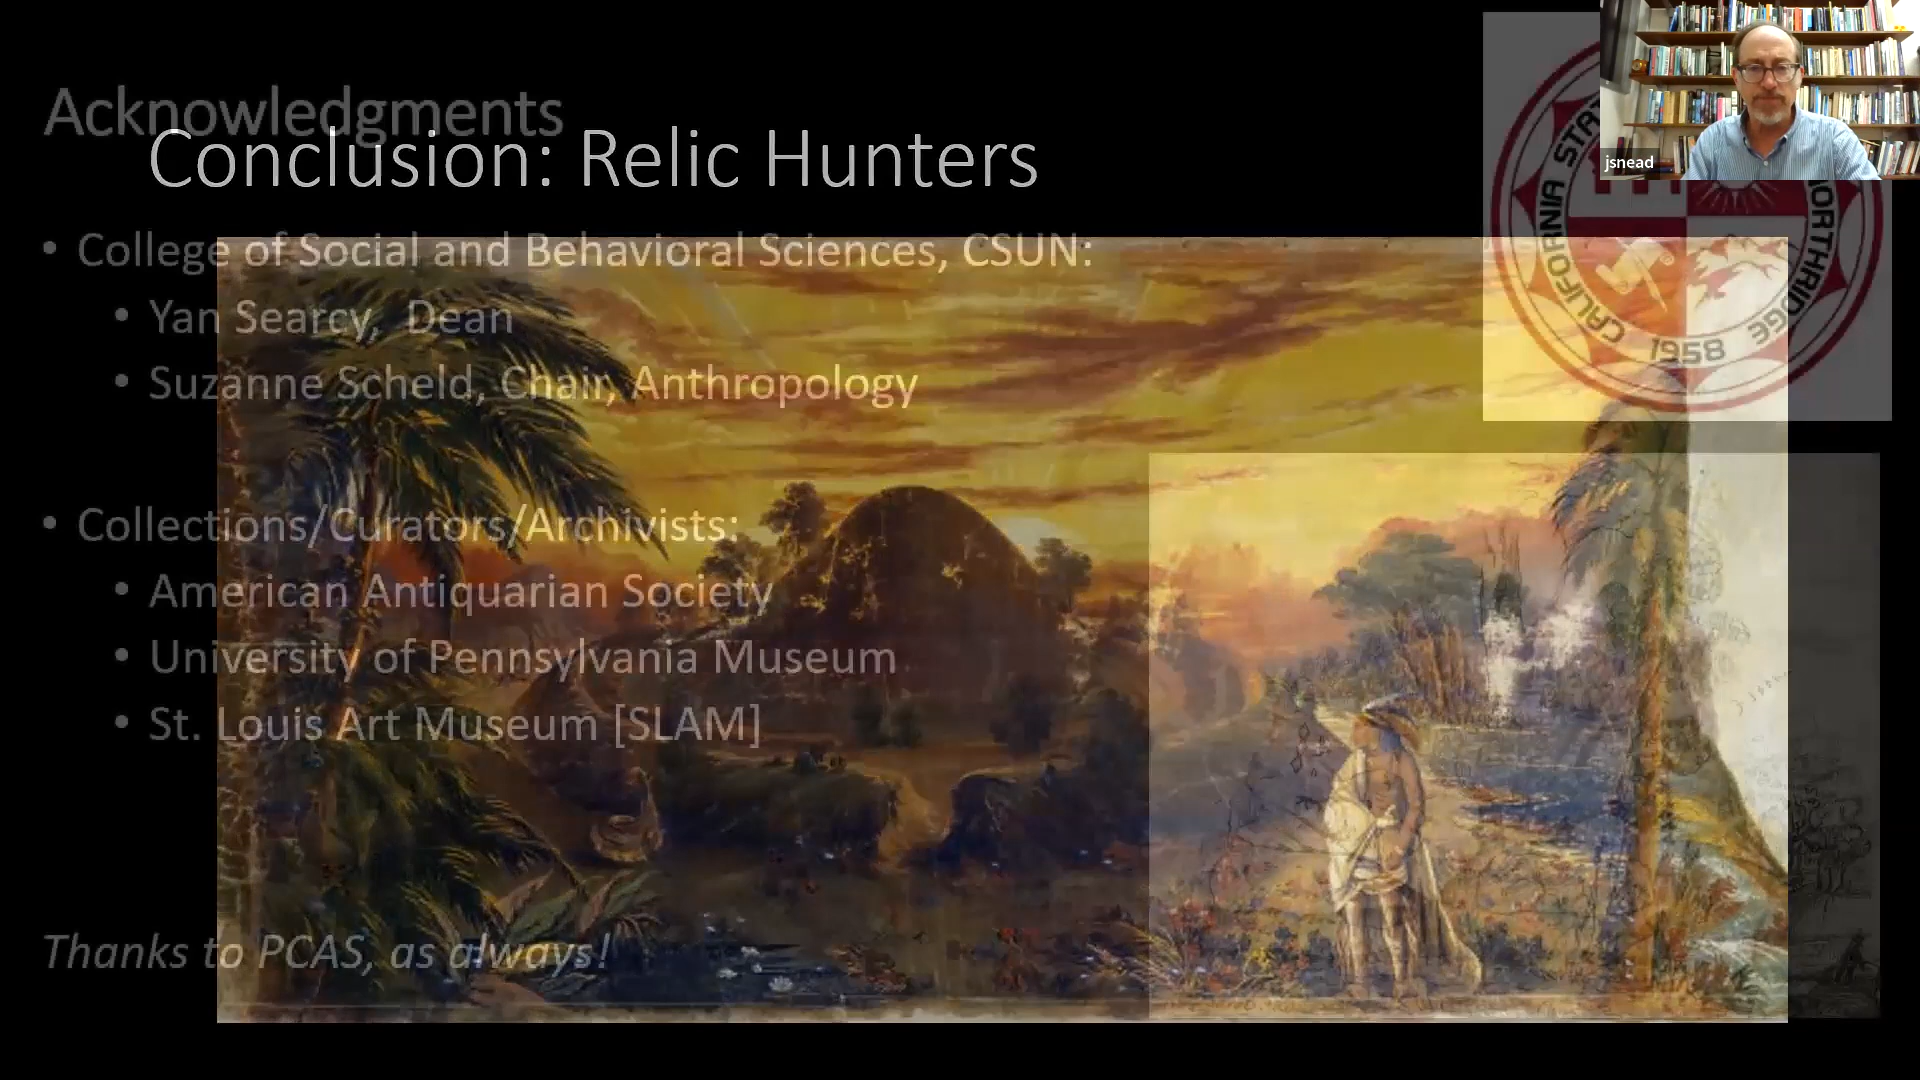 Acknowledgments
Conclusion: Relic Hunters
• College of Social and Behavioral Sciences, CSUN:
• Yan Searcy, Dean
• Suzanne Scheld, Chair, Anthropology
• Collections/Curators/Archivists:
• American Antiquarian Society
• University of Pennsylvania Museum
• St. Louis Art Museum [SLAM]
Thanks to PCAS, as always!
jsnead
CALIFORNIA STA
ORTHRIDGE
1958